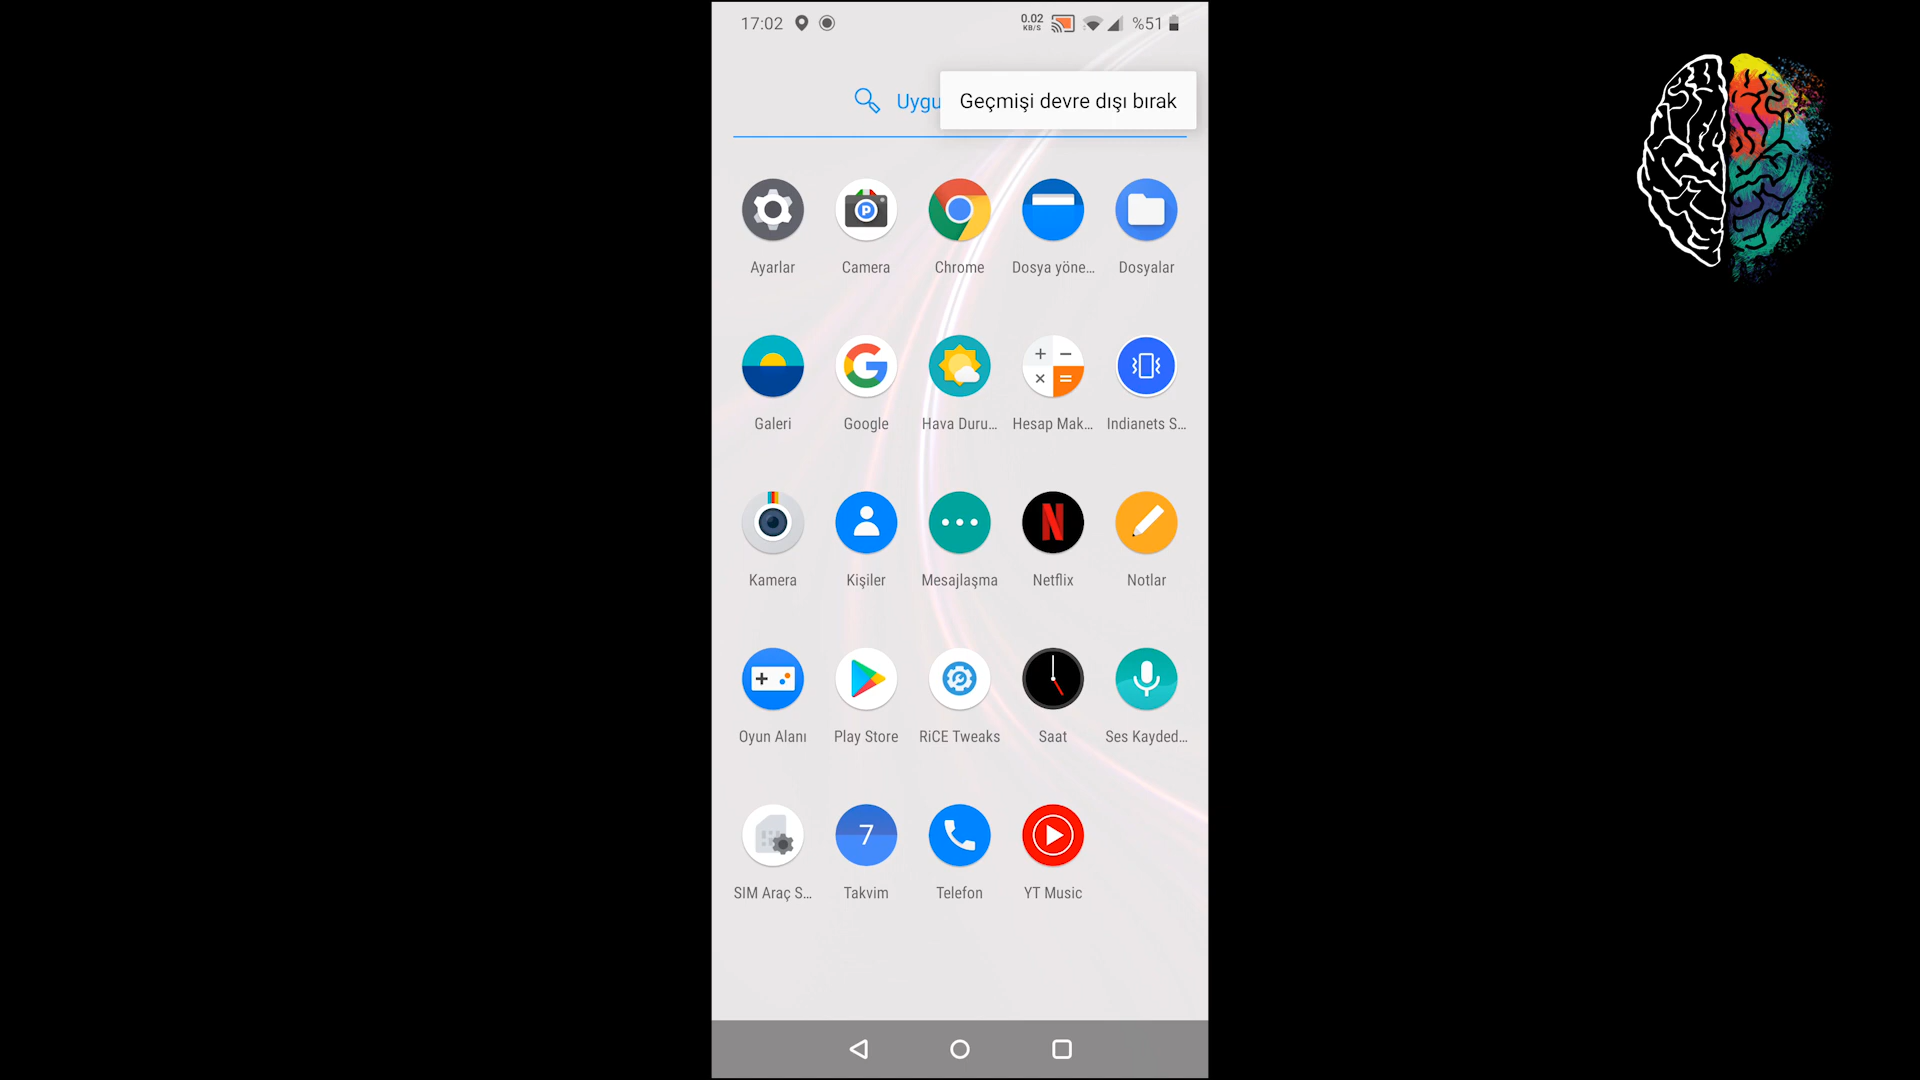 17:02 0.02 KB/S %51
Uygu Geçmişi devre dışı bırak
Ayarlar Camera Chrome Dosya yöne... Dosyalar
Galeri Google Hava Duru... Hesap Mak... Indianets S...
Kamera Kişiler Mesajlaşma Netflix Notlar
Oyun Alanı Play Store RiCE Tweaks Saat Ses Kayded...
7
SIM Araç S... Takvim Telefon YT Music